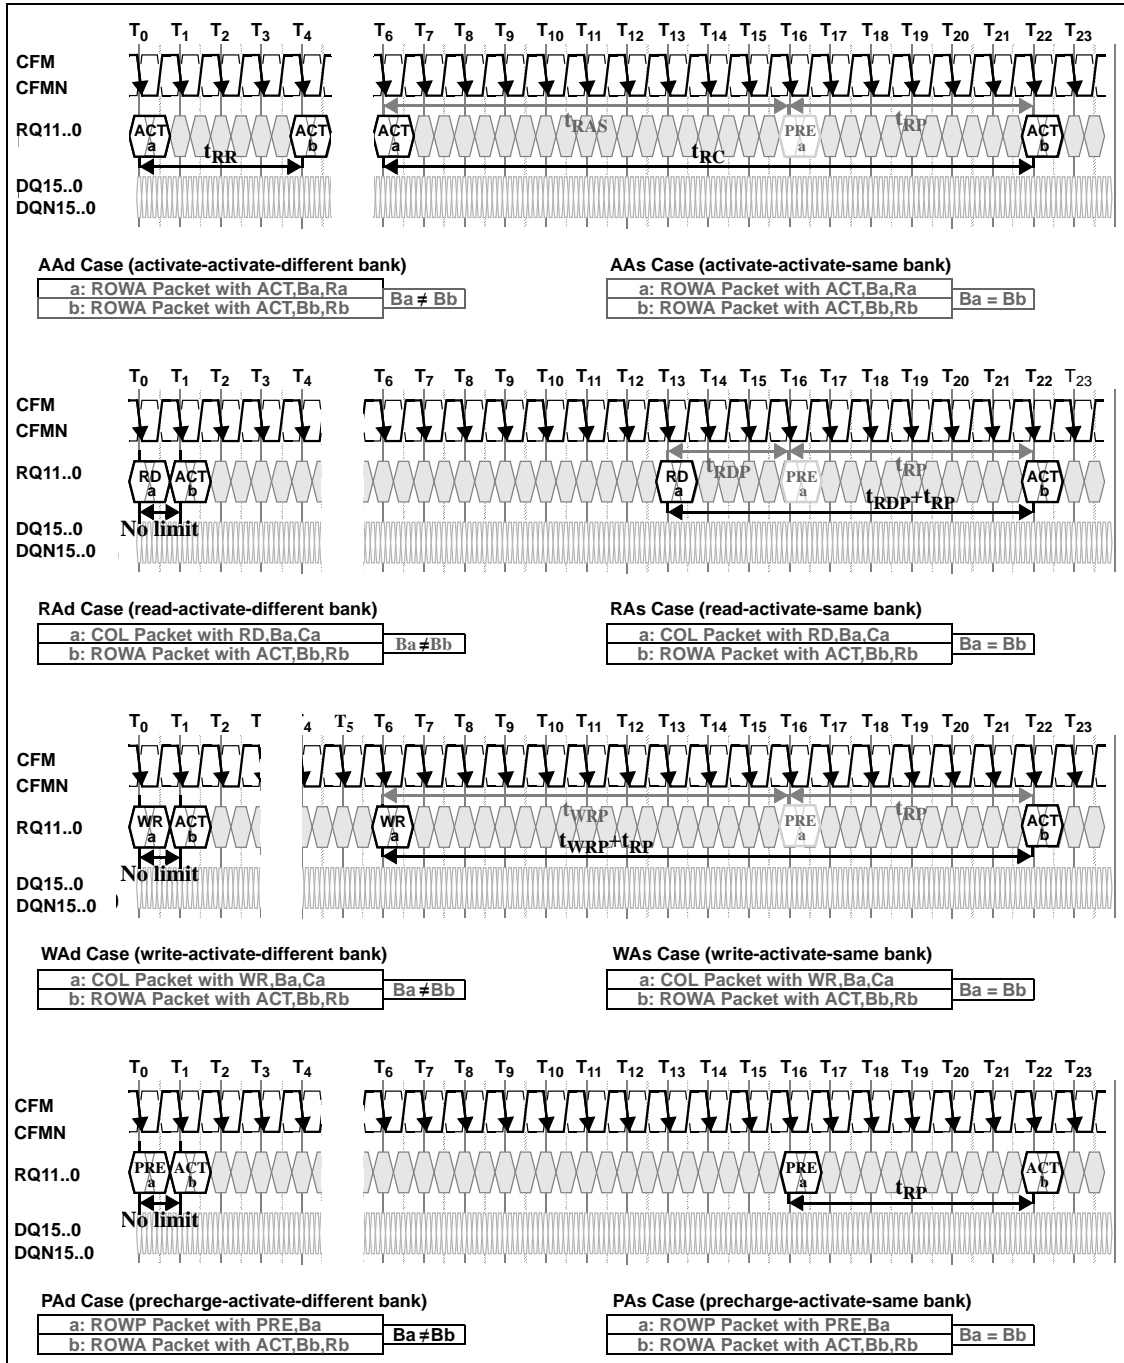 T0 T1 T2 T3 T4 T6 T7 T8 T9 T10 T11 T12 T13 T14 T15 T16 T17 T18 T19 T20 T21 T22 T23
CFM
CFMN
tRAS tRP
RQ11..0 ACT a ACT b ACT a PRE a ACT b
tRR tRC
DQ15..0
DQN15..0
AAd Case (activate-activate-different bank) AAs Case (activate-activate-same bank)
a: ROWA Packet with ACT,Ba,Ra a: ROWA Packet with ACT,Ba,Ra
Ba ≠ Bb Ba = Bb
b: ROWA Packet with ACT,Bb,Rb b: ROWA Packet with ACT,Bb,Rb
T0 T1 T2 T3 T4 T6 T7 T8 T9 T10 T11 T12 T13 T14 T15 T16 T17 T18 T19 T20 T21 T22 T23
CFM
CFMN
tRDP tRP
RQ11..0 RD a ACT b RD a PRE a ACT b
tRDP+tRP
No limit
DQ15..0
DQN15..0
RAd Case (read-activate-different bank) RAs Case (read-activate-same bank)
a: COL Packet with RD,Ba,Ca a: COL Packet with RD,Ba,Ca
Ba≠Bb Ba = Bb
b: ROWA Packet with ACT,Bb,Rb b: ROWA Packet with ACT,Bb,Rb
T0 T1 T2 T 4 T5 T6 T7 T8 T9 T10 T11 T12 T13 T14 T15 T16 T17 T18 T19 T20 T21 T22 T23
CFM
CFMN
tWRP tRP
RQ11..0 WR a ACT b WR a PRE a ACT b
tWRP+tRP
No limit
DQ15..0
DQN15..0
WAd Case (write-activate-different bank) WAs Case (write-activate-same bank)
a: COL Packet with WR,Ba,Ca a: COL Packet with WR,Ba,Ca
Ba≠Bb Ba = Bb
b: ROWA Packet with ACT,Bb,Rb b: ROWA Packet with ACT,Bb,Rb
T0 T1 T2 T3 T4 T6 T7 T8 T9 T10 T11 T12 T13 T14 T15 T16 T17 T18 T19 T20 T21 T22 T23
CFM
CFMN
RQ11..0 PRE a ACT b PRE a ACT b
tRP
No limit
DQ15..0
DQN15..0
PAd Case (precharge-activate-different bank) PAs Case (precharge-activate-same bank)
a: ROWP Packet with PRE,Ba a: ROWP Packet with PRE,Ba
Ba≠Bb Ba = Bb
b: ROWA Packet with ACT,Bb,Rb b: ROWA Packet with ACT,Bb,Rb